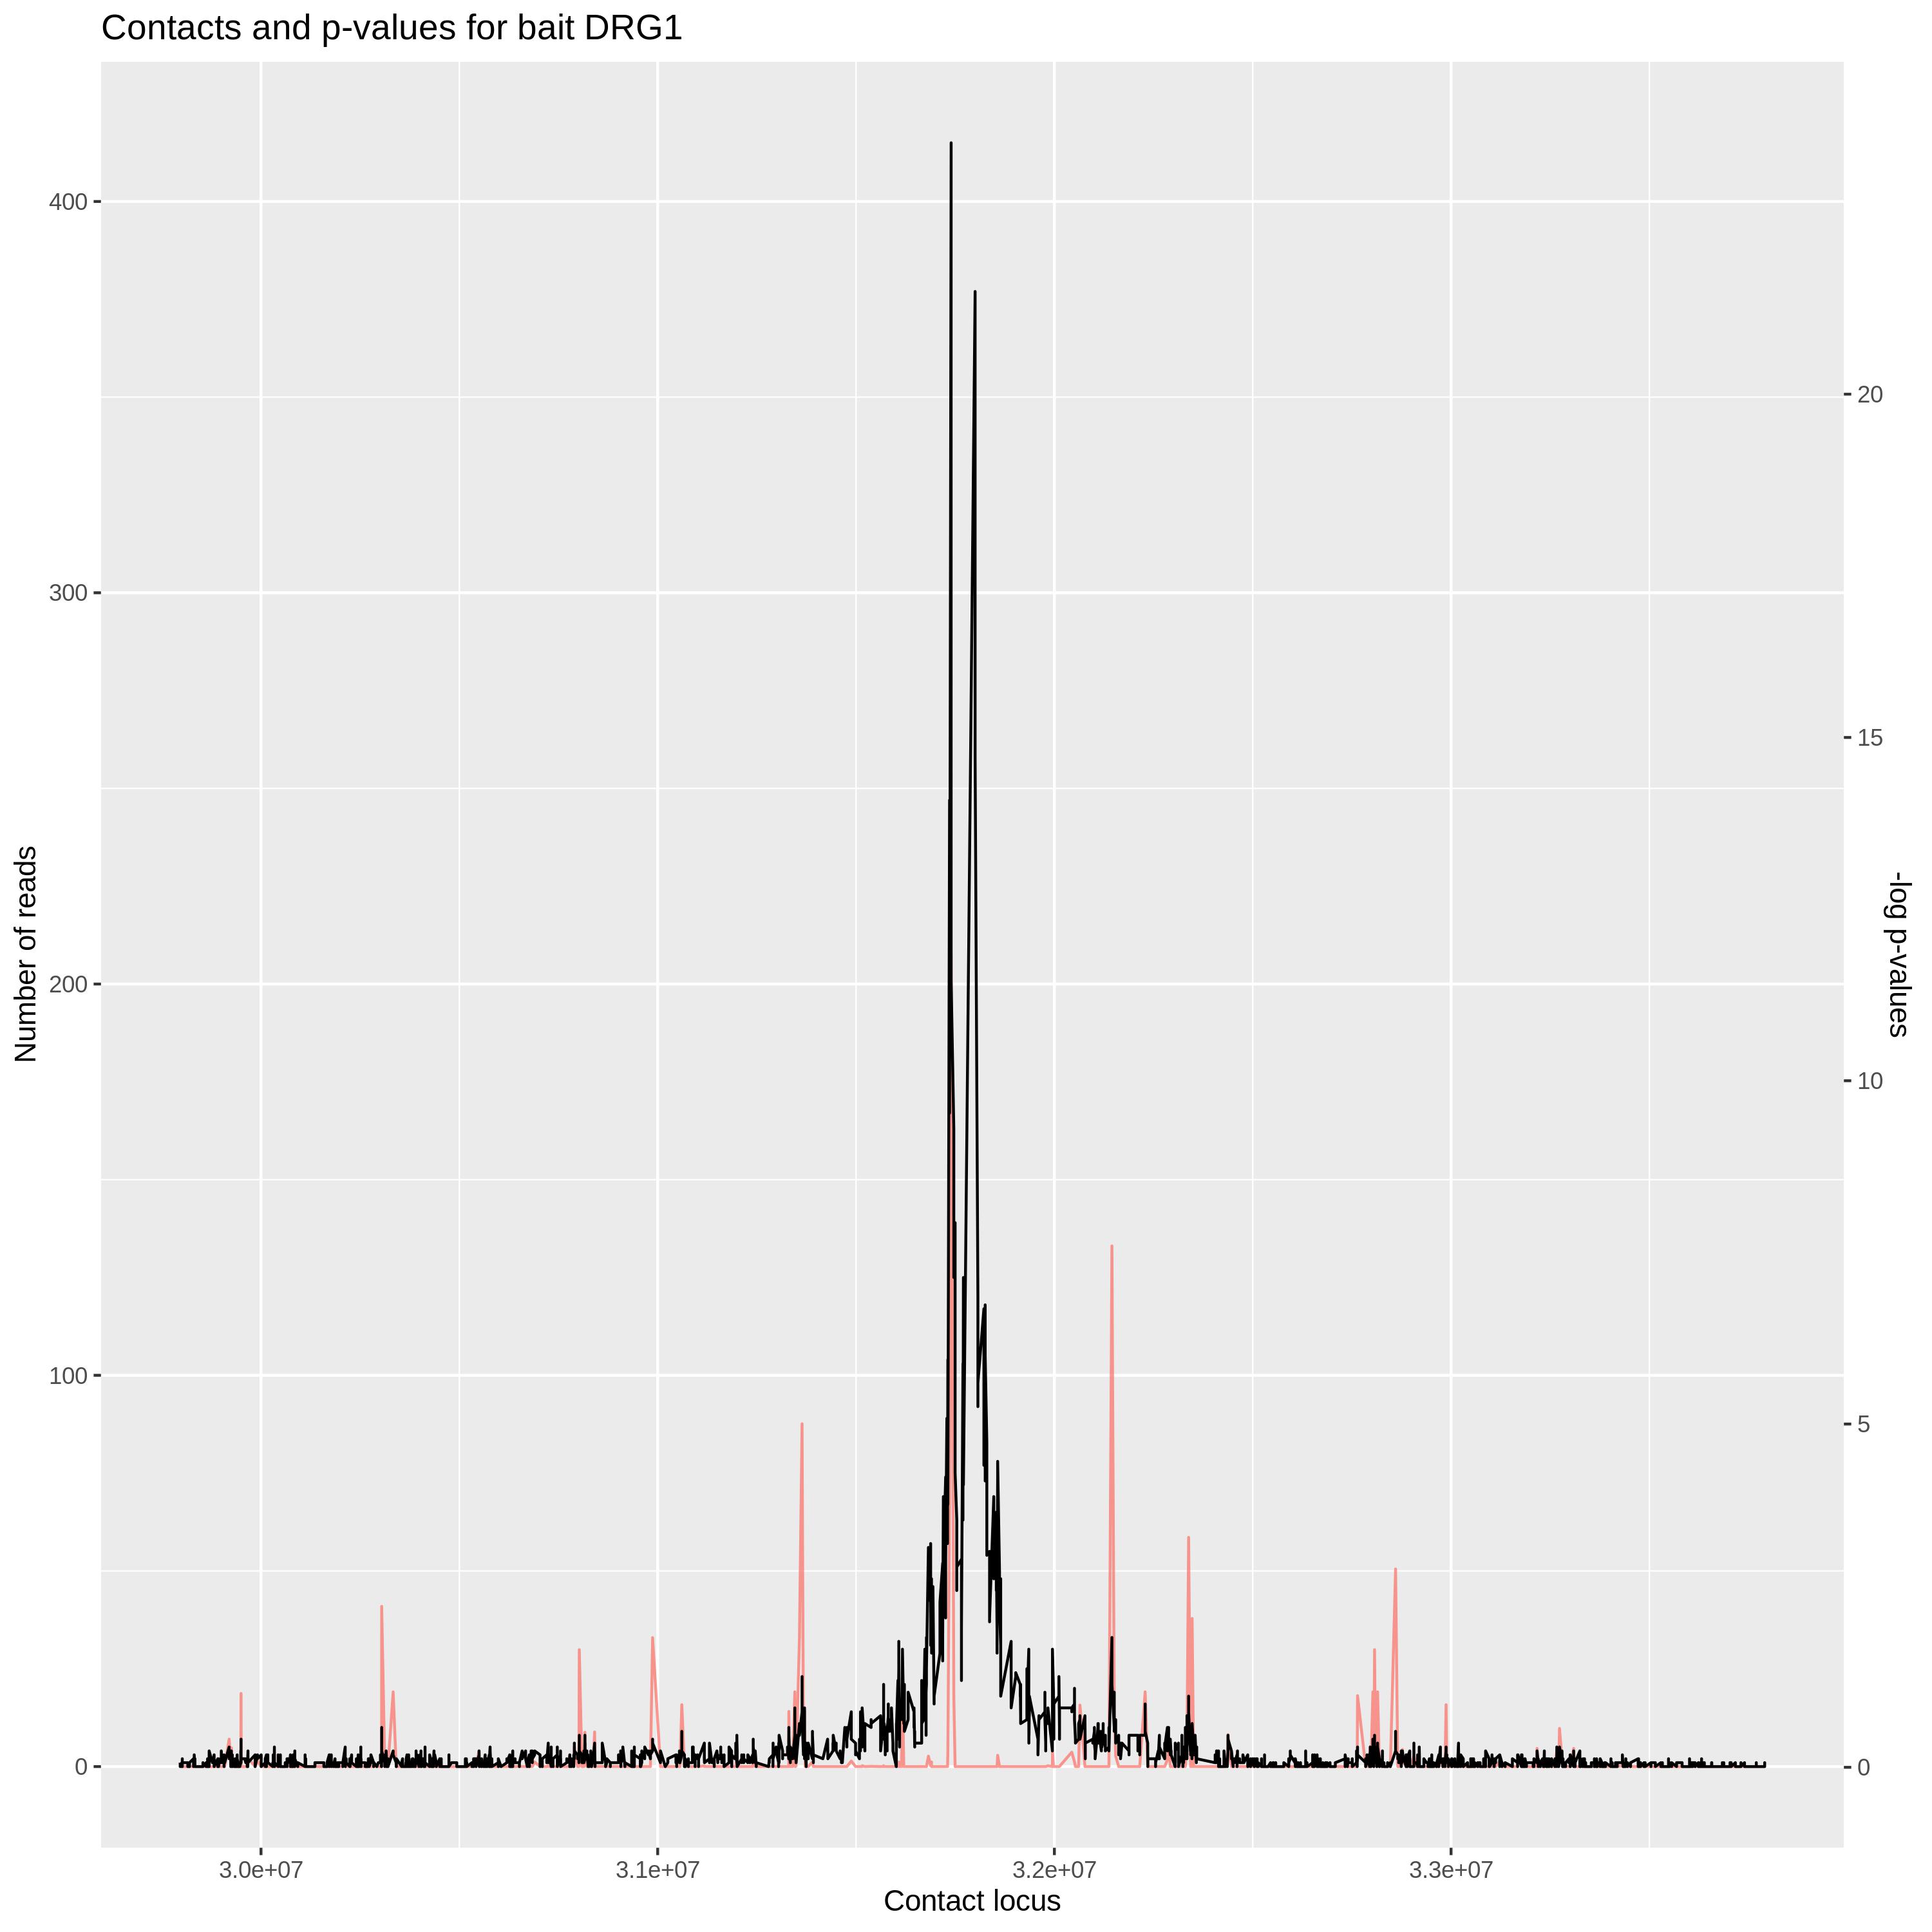 Contacts and p-values for bait DRG1
400
300
200
100
0
Number of reads
20
15
10
5
0
-log p-values
3.0e+07
3.1e+07
3.2e+07
3.3e+07
Contact locus